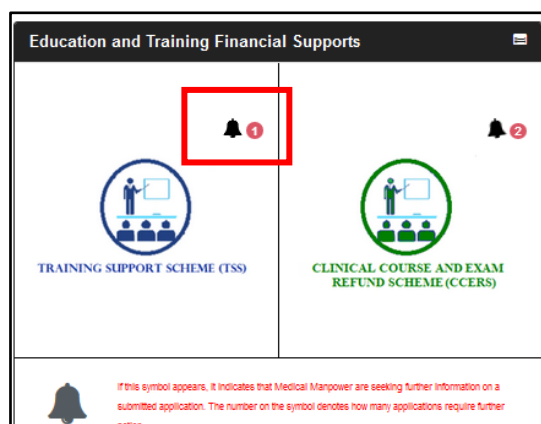 Education and Training Financial Supports
1
2
TRAINING SUPPORT SCHEME (TSS)
CLINICAL COURSE AND EXAM
REFUND SCHEME (CCERS)
If this symbol appears, it indicates that Medical Manpower are seeking further information on a
submitted application. The number on the symbol denotes how many applications require further